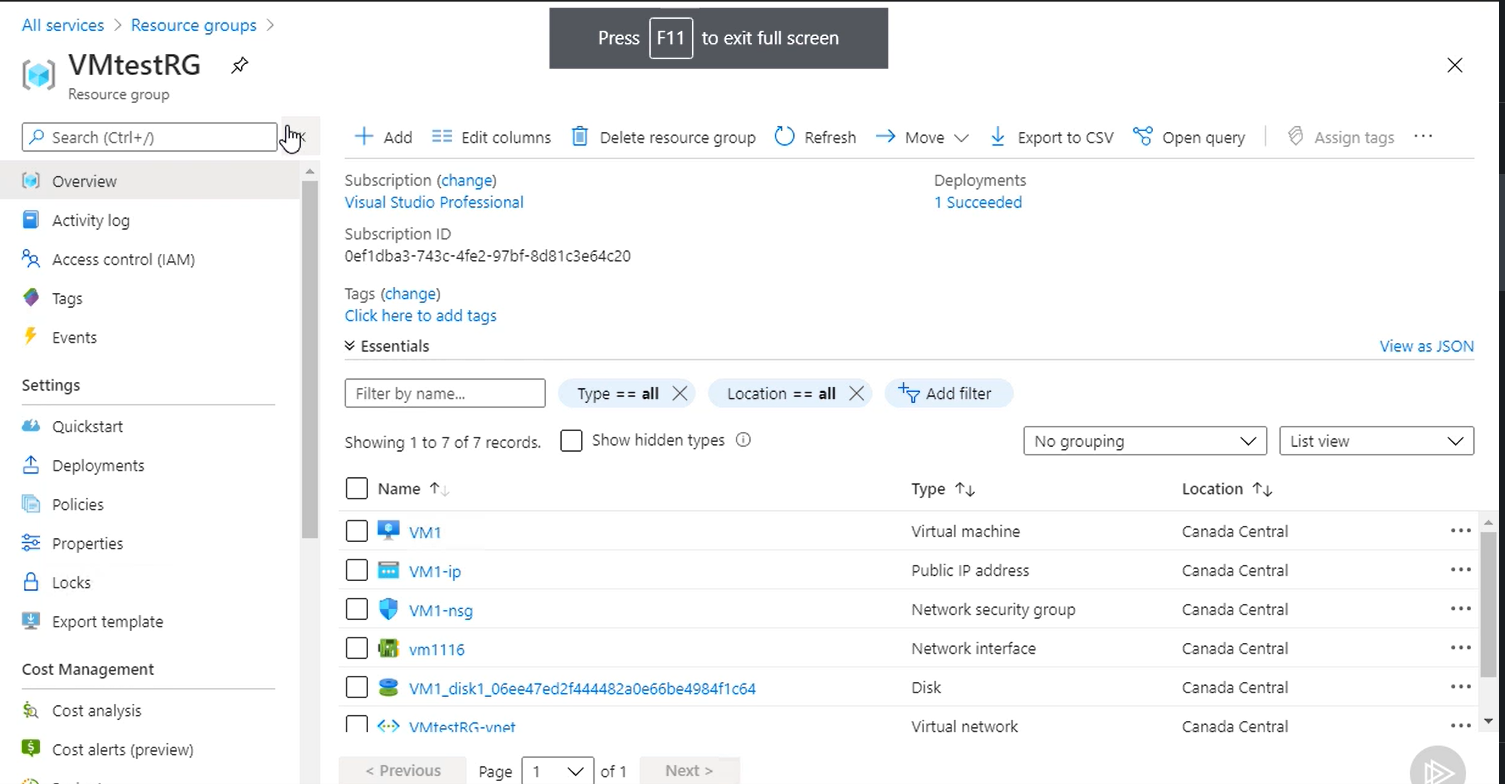 All services > Resource groups >
Press F11 to exit full screen
VMtestRG
Resource group
Search (Ctrl+/)
Add
Edit columns
Delete resource group
Refresh
Move
Export to CSV
Open query
Assign tags
...
Overview
Activity log
Access control (IAM)
Tags
Events
Settings
Quickstart
Deployments
Policies
Properties
Locks
Export template
Cost Management
Cost analysis
Cost alerts (preview)
Subscription (change)
Visual Studio Professional
Deployments
1 Succeeded
Subscription ID
0ef1dba3-743c-4fe2-97bf-8d81c3e64c20
Tags (change)
Click here to add tags
Essentials
View as JSON
Filter by name...
Type == all
Location == all
Add filter
Showing 1 to 7 of 7 records.
Show hidden types
No grouping
List view
Name Type Location
VM1 Virtual machine Canada Central
VM1-ip Public IP address Canada Central
VM1-nsg Network security group Canada Central
vm1116 Network interface Canada Central
VM1_disk1_06ee47ed2f444482a0e66be4984f1c64 Disk Canada Central
VMtestRG-vnet Virtual network Canada Central
< Previous Page 1 of 1 Next >